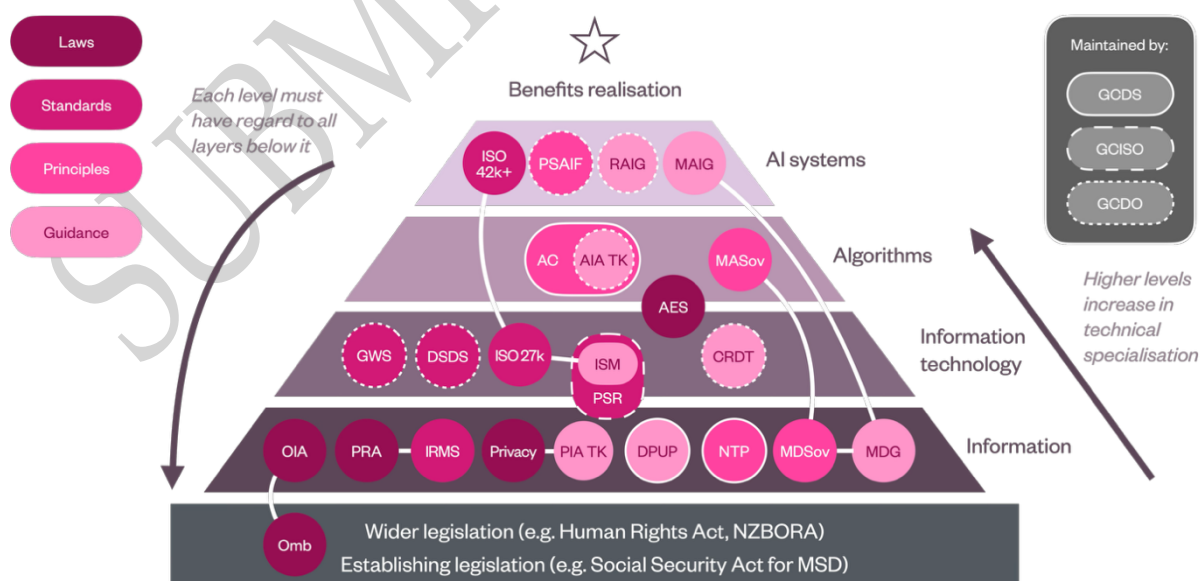 Laws
Standards
Principles
Guidance
SUBM
Each level must
have regard to all
layers below it
Benefits realisation
Maintained by:
GCDS
GCISO
GCDO
ISO
42k+
PSAIF
RAIG
MAIG
AI systems
AC
AIA TK
MASov
Algorithms
AES
Higher levels
increase in
technical
specialisation
GWS
DSDS
ISO 27k
ISM
PSR
CRDT
Information
technology
OIA
PRA
IRMS
Privacy
PIA TK
DPUP
NTP
MDSov
MDG
Information
Omb
Wider legislation (e.g. Human Rights Act, NZBORA)
Establishing legislation (e.g. Social Security Act for MSD)